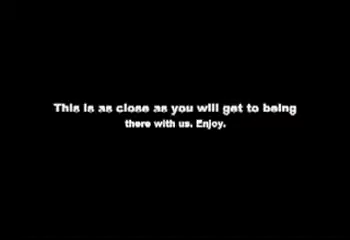 This is as close as you will get to being
there with us. Enjoy.